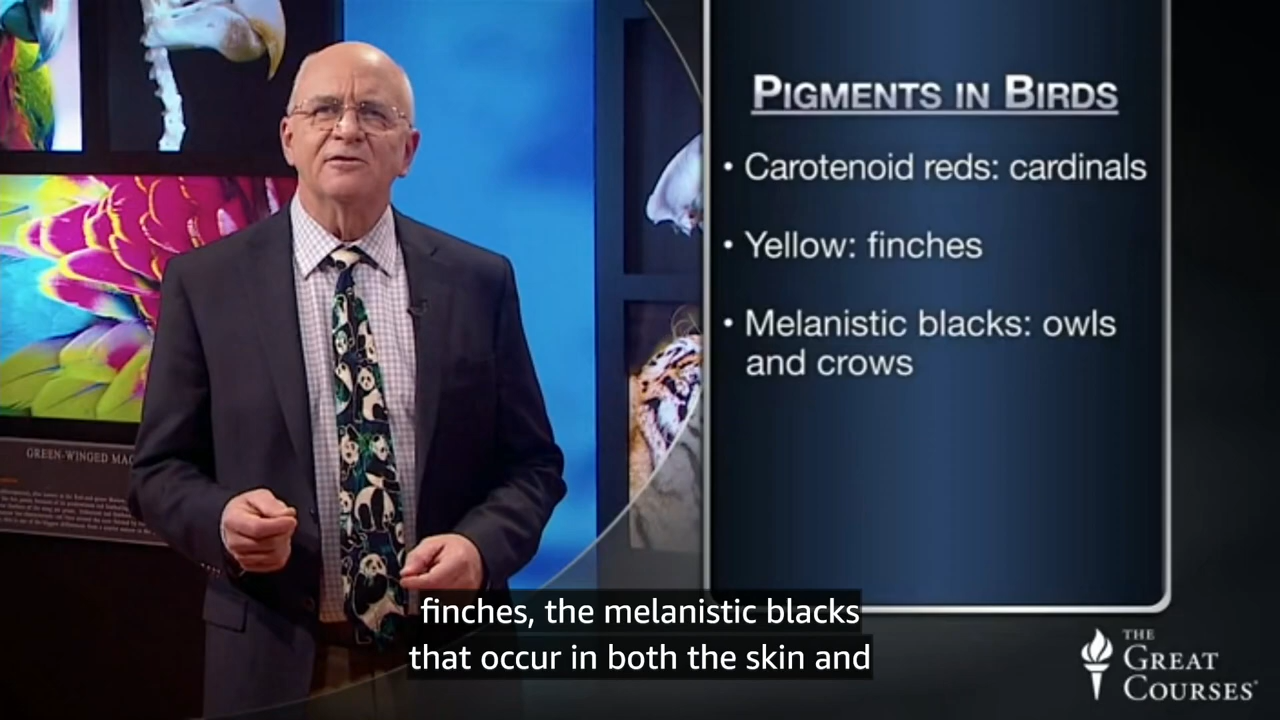 PIGMENTS IN BIRDS
• Carotenoid reds: cardinals
• Yellow: finches
• Melanistic blacks: owls
and crows
GREEN-WINGED MAC
finches, the melanistic blacks
that occur in both the skin and
THE
GREAT
COURSES